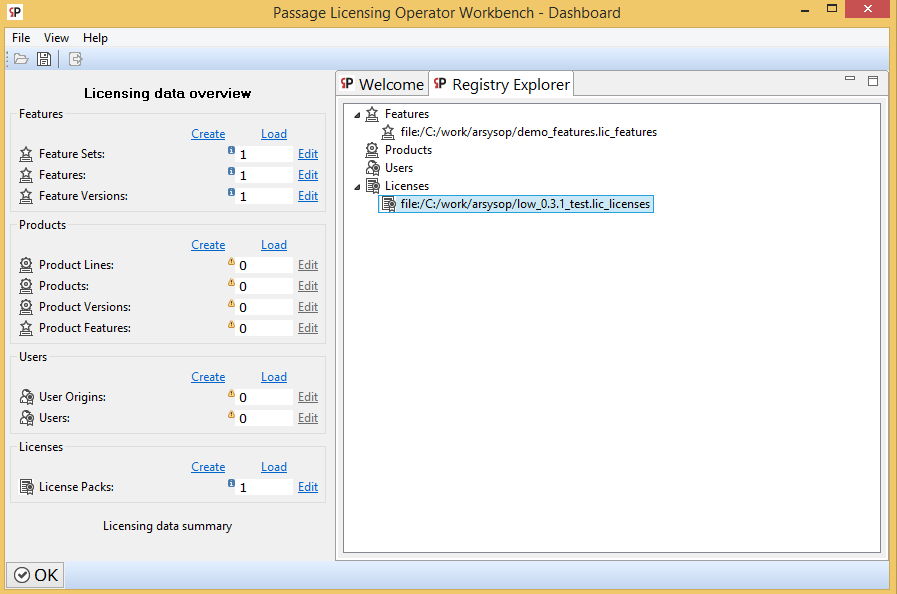 Passage Licensing Operator Workbench - Dashboard
File View Help
Licensing data overview
Features
Create Load
Feature Sets: 1 Edit
Features: 1 Edit
Feature Versions: 1 Edit
Products
Create Load
Product Lines: 0 Edit
Products: 0 Edit
Product Versions: 0 Edit
Product Features: 0 Edit
Users
Create Load
User Origins: 0 Edit
Users: 0 Edit
Licenses
Create Load
License Packs: 1 Edit
Licensing data summary
OK
Welcome Registry Explorer
Features
file:/C:/work/arsysop/demo_features.lic_features
Products
Users
Licenses
file:/C:/work/arsysop/low_0.3.1_test.lic_licenses